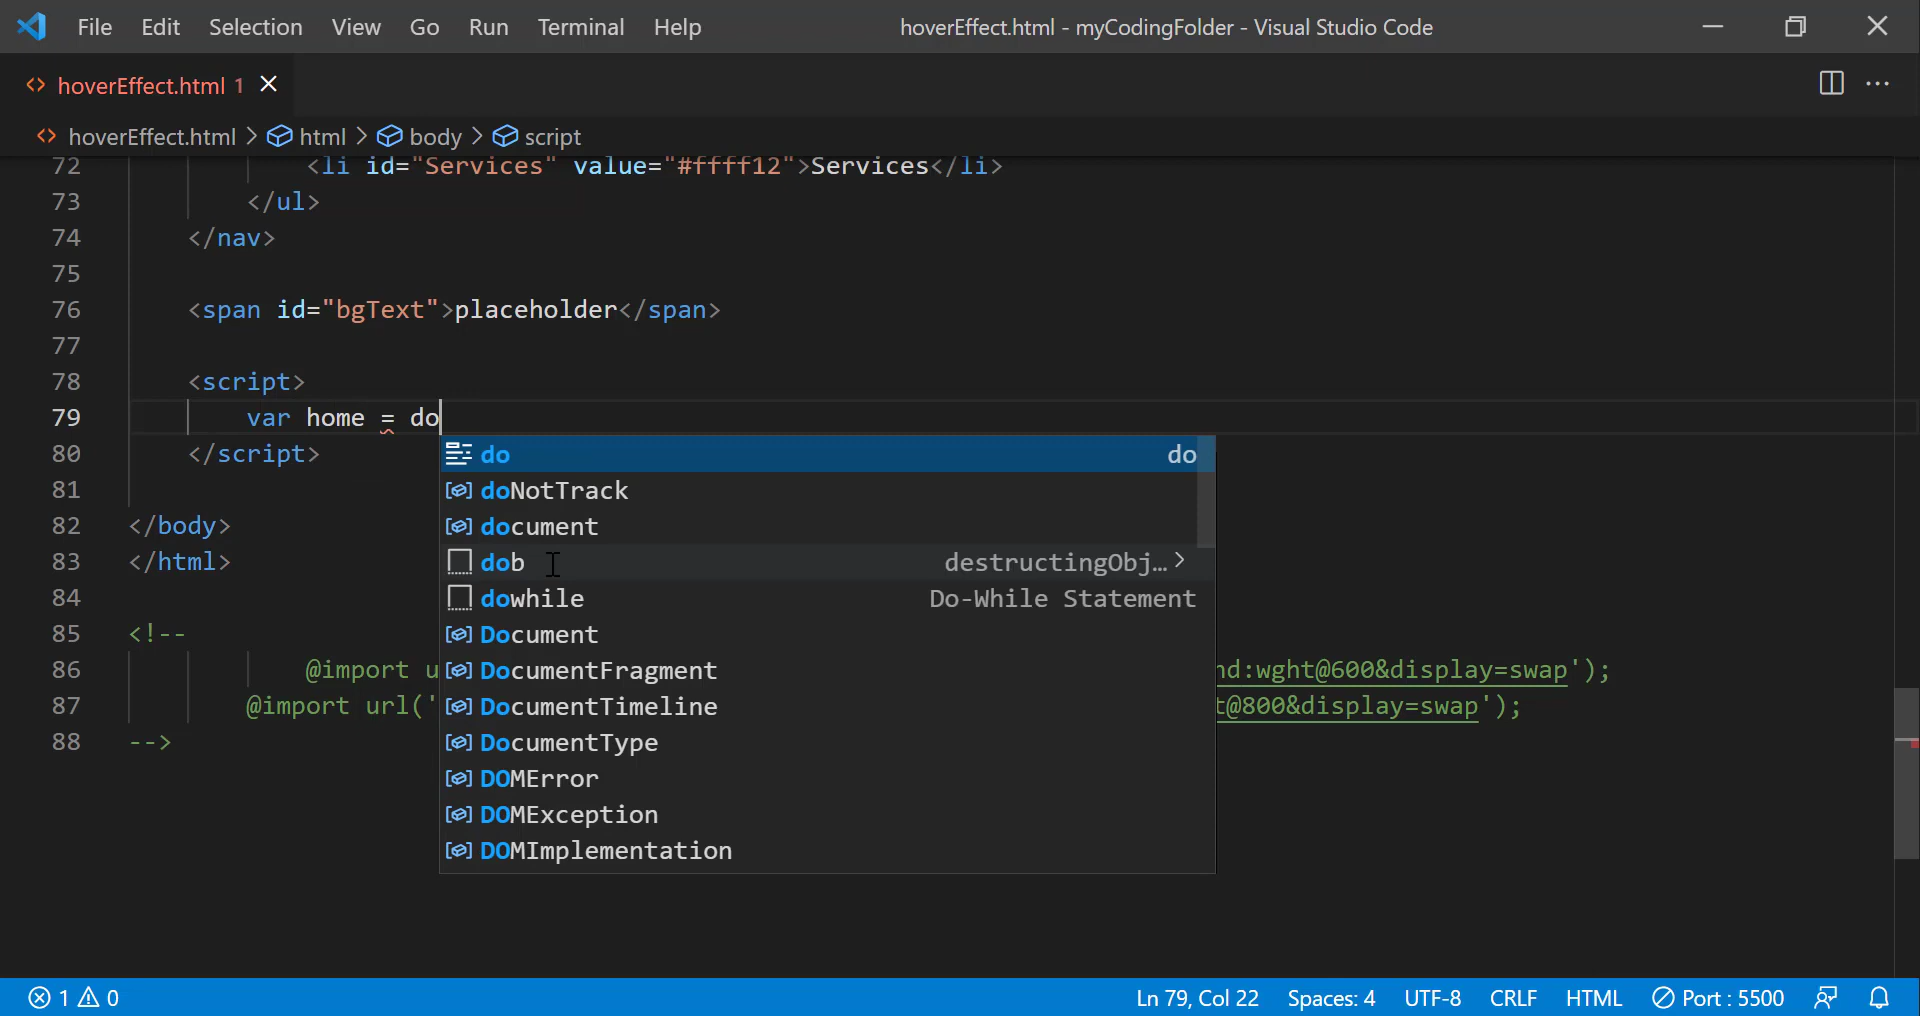 File Edit Selection View Go Run Terminal Help hoverEffect.html - myCodingFolder - Visual Studio Code
hoverEffect.html 1
hoverEffect.html > html > body > script
72 <li id="Services" value="#ffff12">Services</li>
73 </ul>
74 </nav>
75
76 <span id="bgText">placeholder</span>
77
78 <script>
79 var home = do
80 </script>
81
82 </body>
83 </html>
84
85 <!--
86 @import u nd:wght@600&display=swap');
87 @import url(' t@800&display=swap');
88 -->
do do
doNotTrack
document
dob destructingObj… >
dowhile Do-While Statement
Document
DocumentFragment
DocumentTimeline
DocumentType
DOMError
DOMException
DOMImplementation
1 0 Ln 79, Col 22 Spaces: 4 UTF-8 CRLF HTML Port : 5500